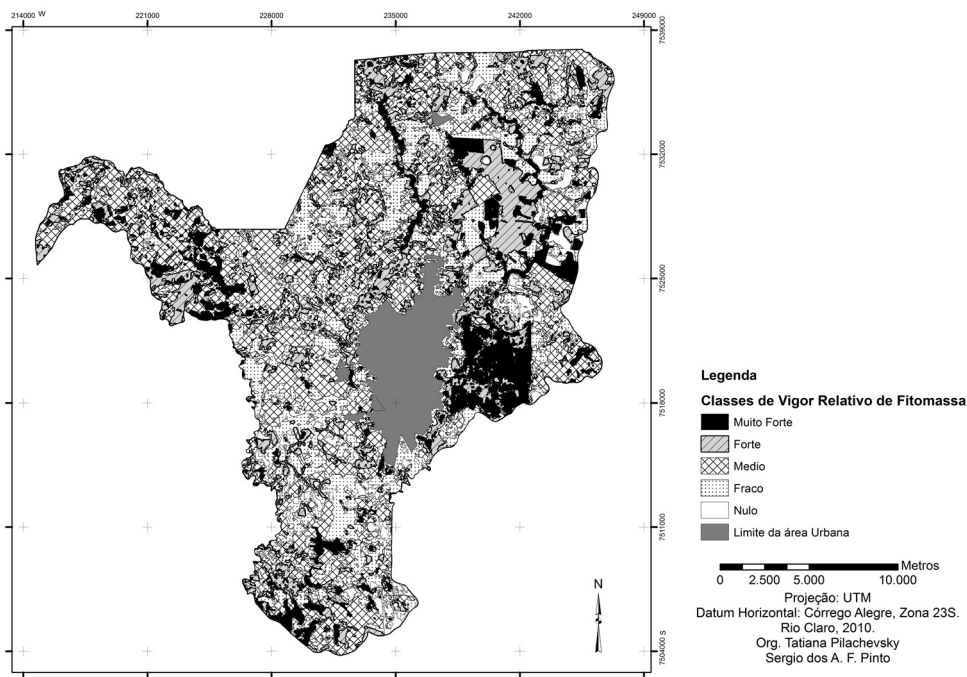 214000 W
221000
228000
235000
242000
249000
7539000
7532000
7525000
7518000
7511000
7504000 S
N
Legenda
Classes de Vigor Relativo de Fitomassa
Muito Forte
Forte
Medio
Fraco
Nulo
Limite da área Urbana
Metros
0 2.500 5.000 10.000
Projeção: UTM
Datum Horizontal: Córrego Alegre, Zona 23S.
Rio Claro, 2010.
Org. Tatiana Pilachevsky
Sergio dos A. F. Pinto